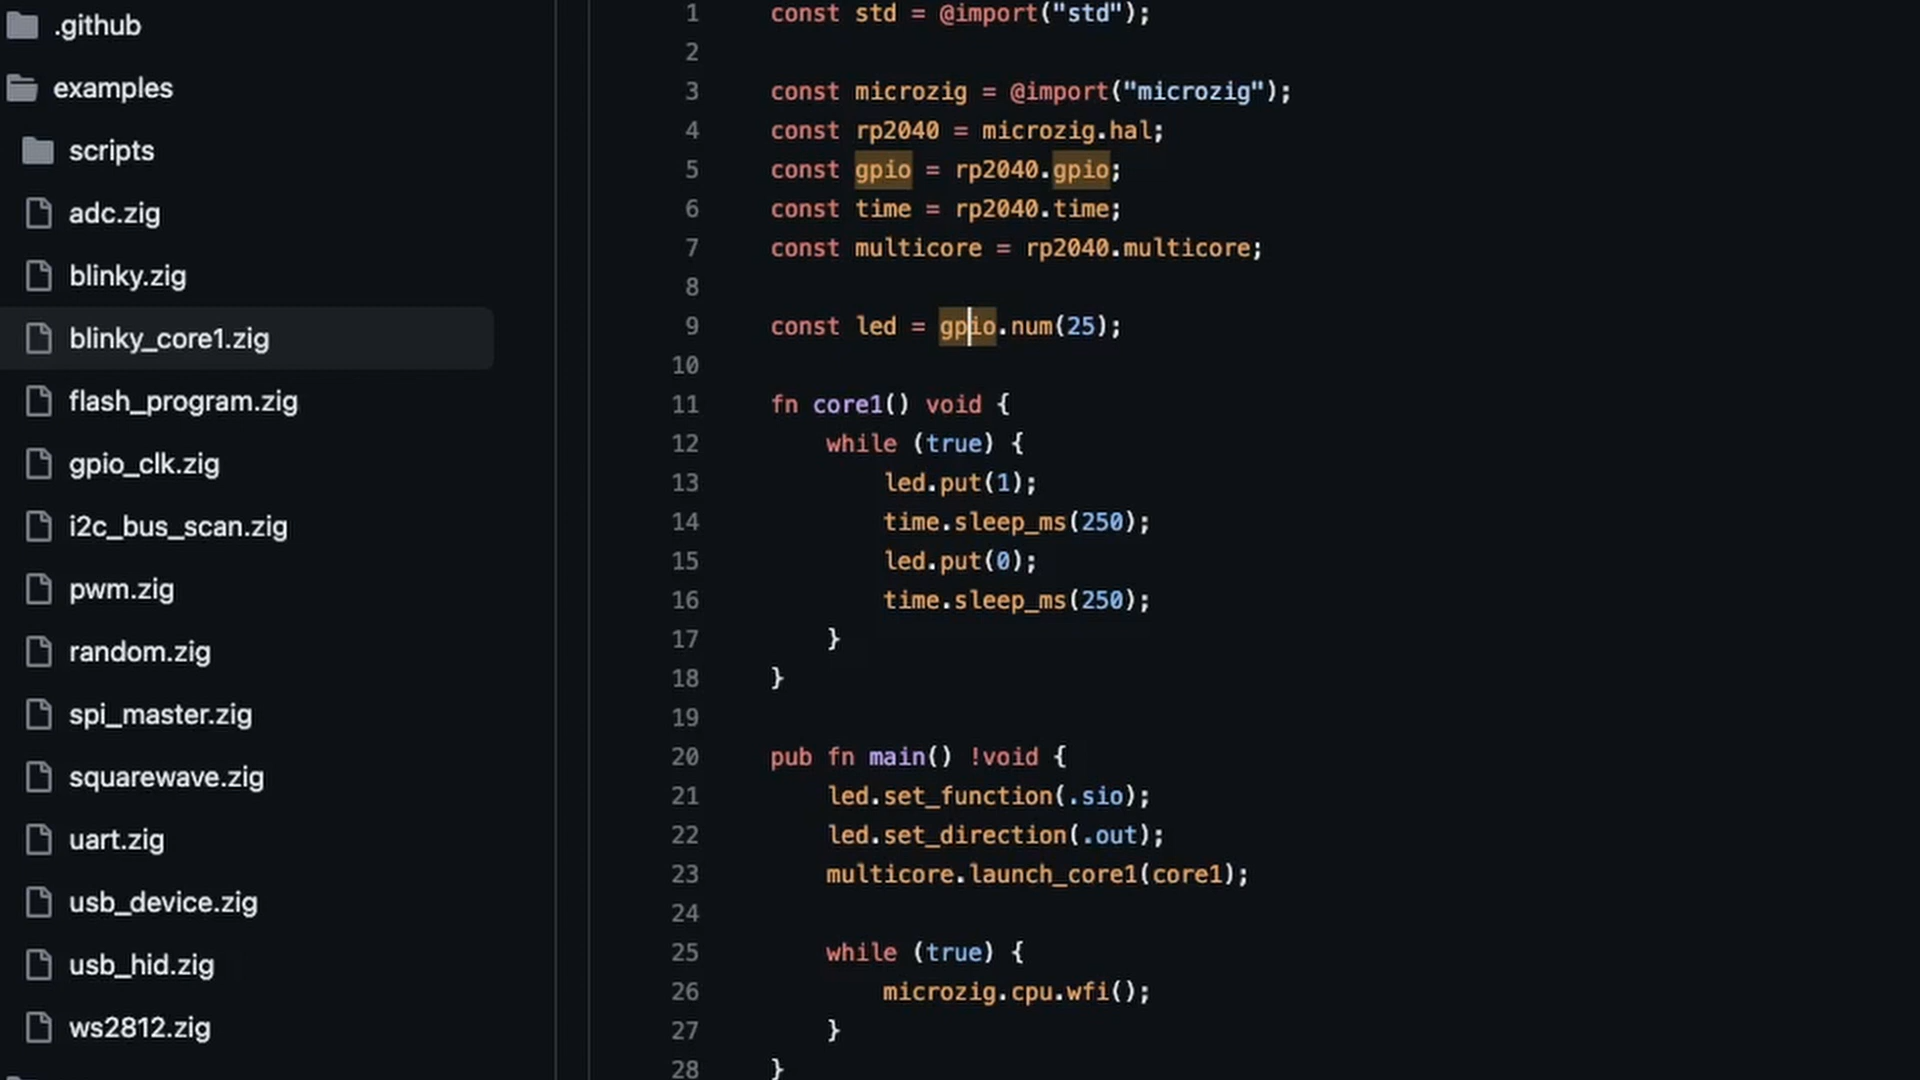 .github
examples
scripts
adc.zig
blinky.zig
blinky_core1.zig
flash_program.zig
gpio_clk.zig
i2c_bus_scan.zig
pwm.zig
random.zig
spi_master.zig
squarewave.zig
uart.zig
usb_device.zig
usb_hid.zig
ws2812.zig
1 const std = @import("std");
2
3 const microzig = @import("microzig");
4 const rp2040 = microzig.hal;
5 const gpio = rp2040.gpio;
6 const time = rp2040.time;
7 const multicore = rp2040.multicore;
8
9 const led = gpio.num(25);
10
11 fn core1() void {
12 while (true) {
13 led.put(1);
14 time.sleep_ms(250);
15 led.put(0);
16 time.sleep_ms(250);
17 }
18 }
19
20 pub fn main() !void {
21 led.set_function(.sio);
22 led.set_direction(.out);
23 multicore.launch_core1(core1);
24
25 while (true) {
26 microzig.cpu.wfi();
27 }
28 }